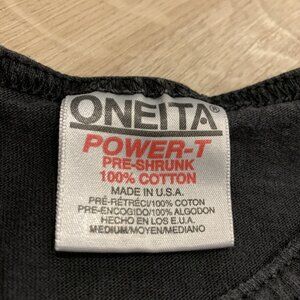 ONEITA®
POWER-T
PRE-SHRUNK
100% COTTON
MADE IN U.S.A.
PRÉ-RÉTRÉCI/100% COTON
PRE-ENCOGIDO/100% ALGODON
HECHO EN LOS E.U.A.
MEDIUM/MOYEN/MEDIANO